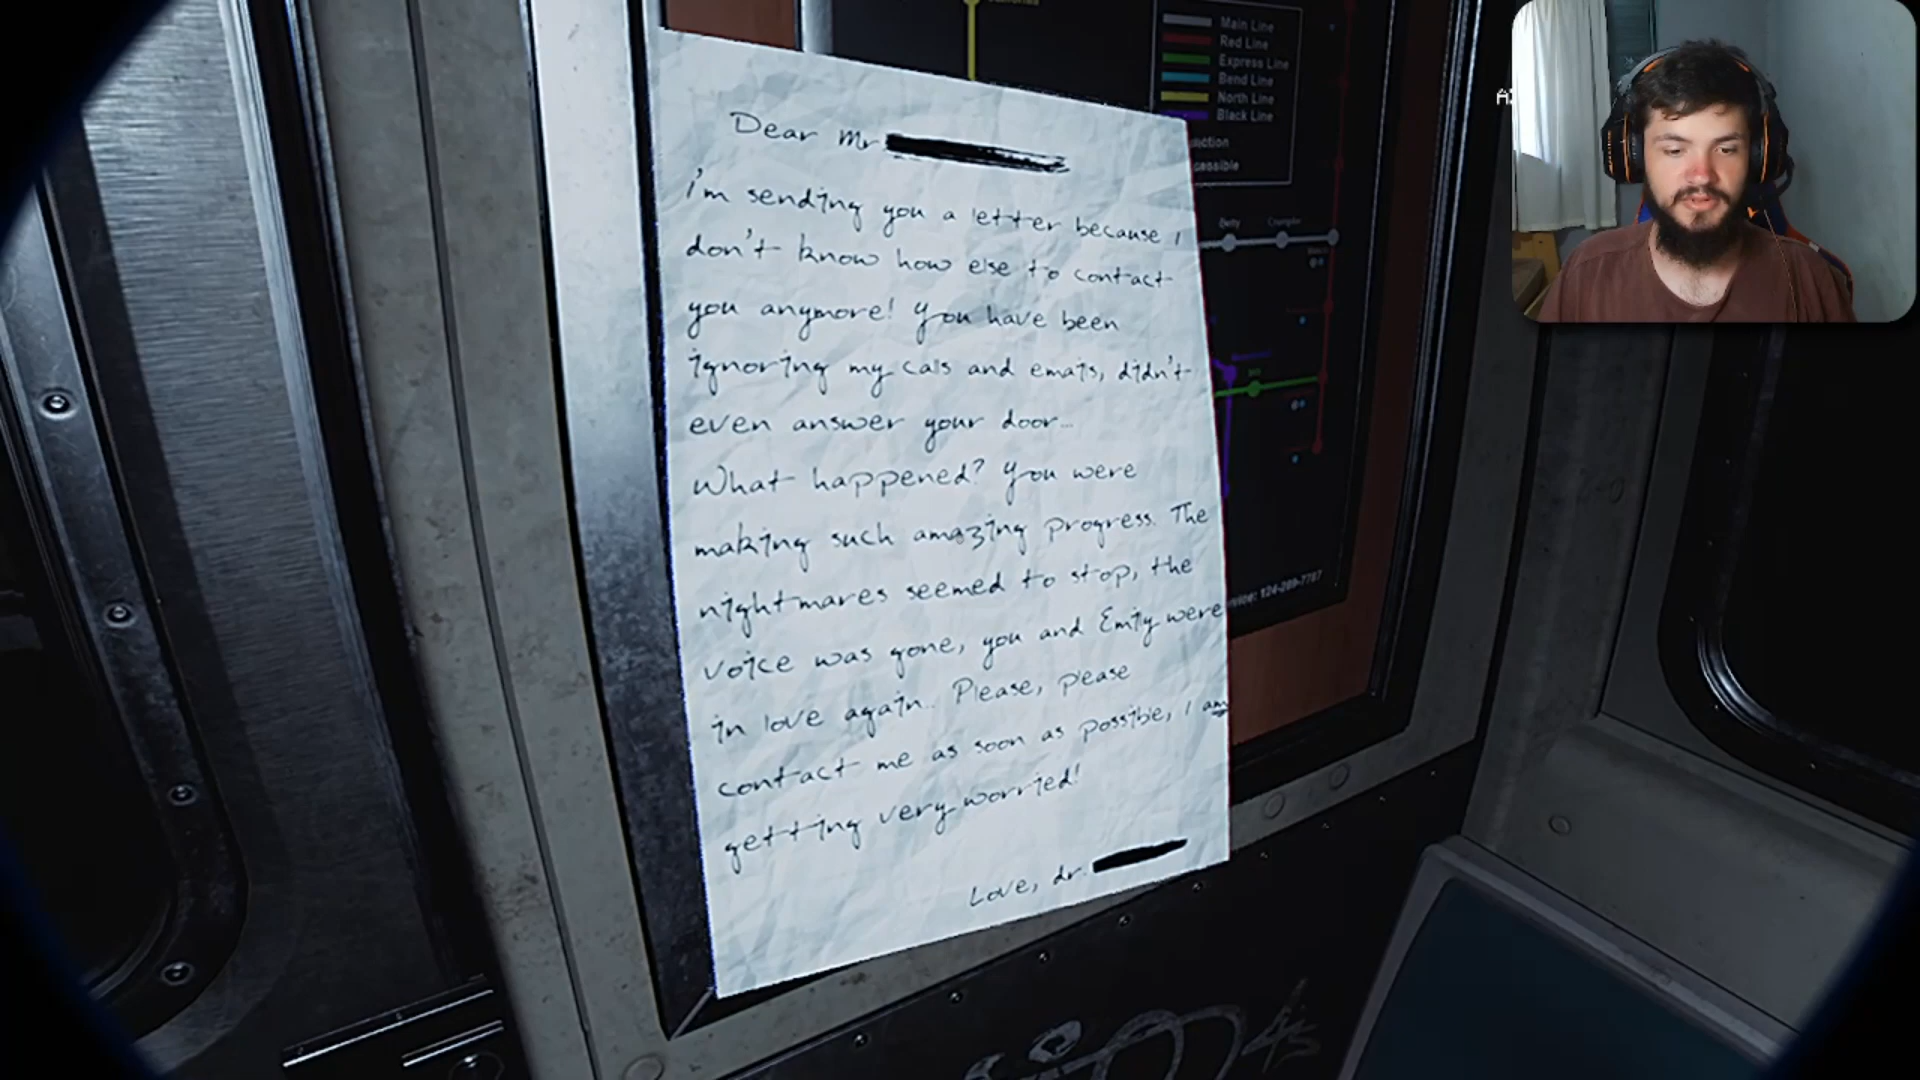 Main Line
Red Line
Express Line
Bend Line
North Line
Black Line
Dear Mr
I'm sending you a letter because I
don't know how else to contact
you anymore! You have been
ignoring my cals and emails, didn't
even answer your door...
What happened? You were
making such amazing progress. The
nightmares seemed to stop, the
voice was gone, you and Emily were
in love again.. Please, please
contact me as soon as possible, I am
getting very worried!
Love, dr.